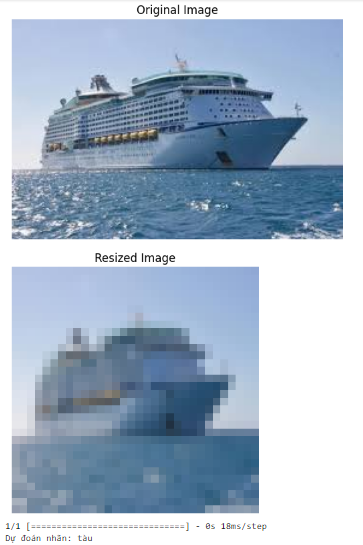 Original Image
Resized Image
1/1 [==============================] - 0s 18ms/step
Dự đoán nhãn: tàu